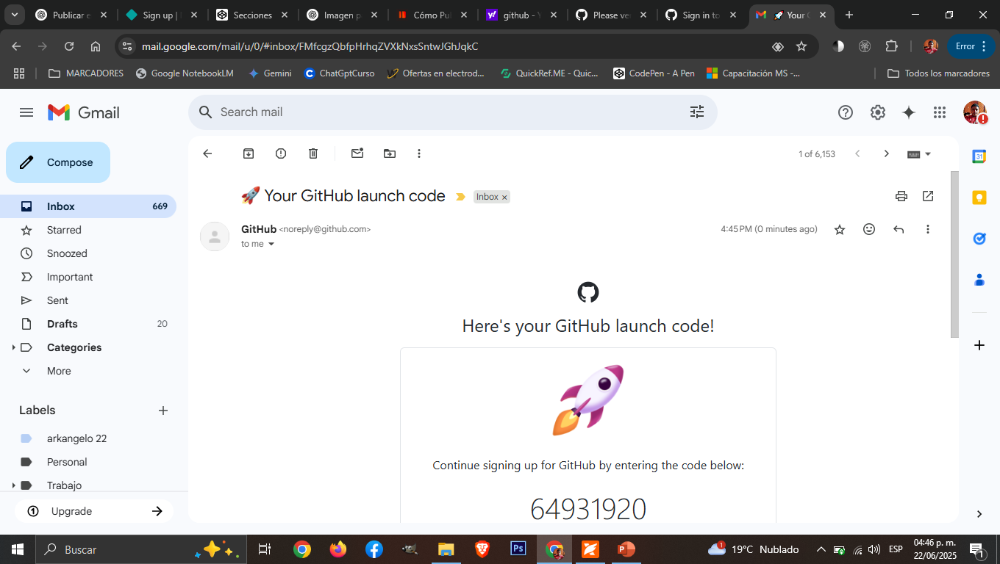 Publicar e
Sign up |
Secciones
Imagen p
Cómo Pu
github - Y
Please ve
Sign in to
🚀 Your G
mail.google.com/mail/u/0/#inbox/FMfcgzQbfpHrhqZVXkNxsSntwJGhJqkC
Error
MARCADORES
Google NotebookLM
Gemini
ChatGptCurso
Ofertas en electrod...
QuickRef.ME - Quic...
CodePen - A Pen
Capacitación MS -...
Todos los marcadores
Gmail
Search mail
Compose
1 of 6,153
Inbox 669
Starred
Snoozed
Important
Sent
Drafts 20
Categories
More
Labels
arkangelo 22
Personal
Trabajo
Upgrade
🚀 Your GitHub launch code
Inbox ×
GitHub <noreply@github.com>
4:45 PM (0 minutes ago)
to me
Here's your GitHub launch code!
Continue signing up for GitHub by entering the code below:
64931920
31
Buscar
Ps
1
19°C Nublado
ESP
04:46 p. m.
22/06/2025
1